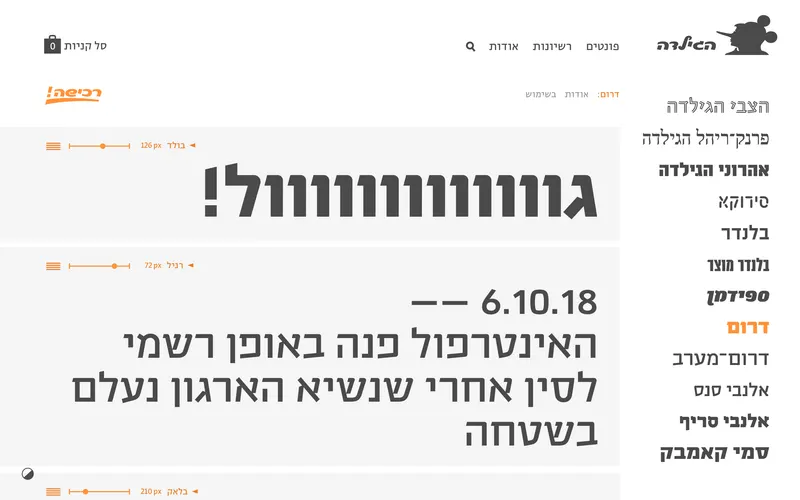 הגילדה
פונטים
רשיונות
אודות
סל קניות
0
דרום:
אודות
בשימוש
רכישה!
הצבי הגילדה
פרנק־ריהל הגילדה
אהרוני הגילדה
סידוקא
בלנדר
בלנדר מוצר
ספידמן
דרום
דרום־מערב
אלנבי סנס
אלנבי סריף
סמי קאמבק
בולד
126 px
גוווווווווווול!
רגיל
72 px
6.10.18 ——
האינטרפול פנה באופן רשמי
לסין אחרי שנשיא הארגון נעלם
בשטחה
בלאק
210 px